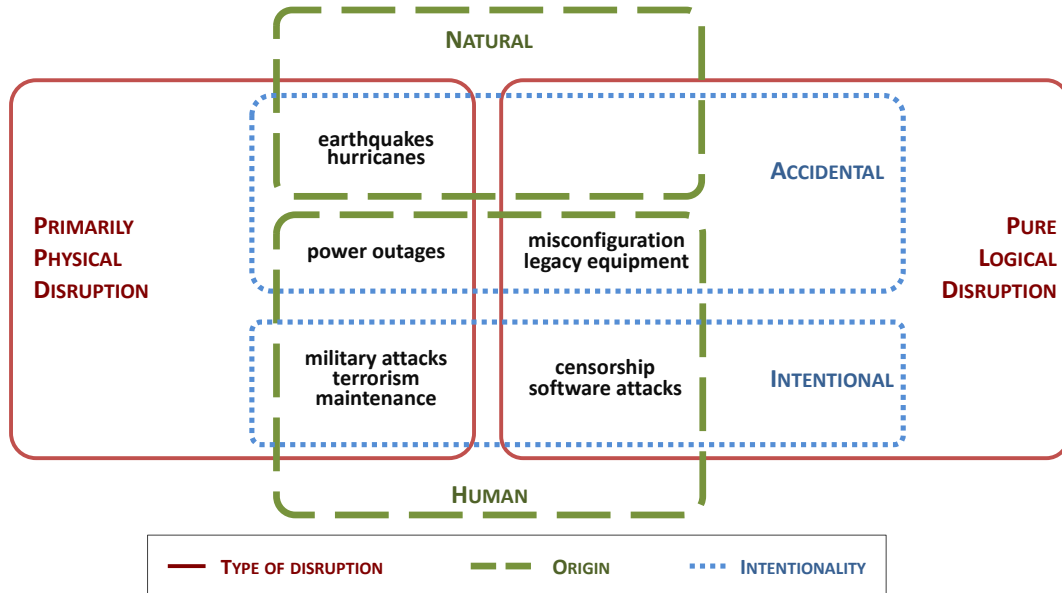 NATURAL
earthquakes
hurricanes
ACCIDENTAL
PRIMARILY
PHYSICAL
DISRUPTION
power outages
misconfiguration
legacy equipment
PURE
LOGICAL
DISRUPTION
military attacks
terrorism
maintenance
censorship
software attacks
INTENTIONAL
HUMAN
TYPE OF DISRUPTION
ORIGIN
INTENTIONALITY